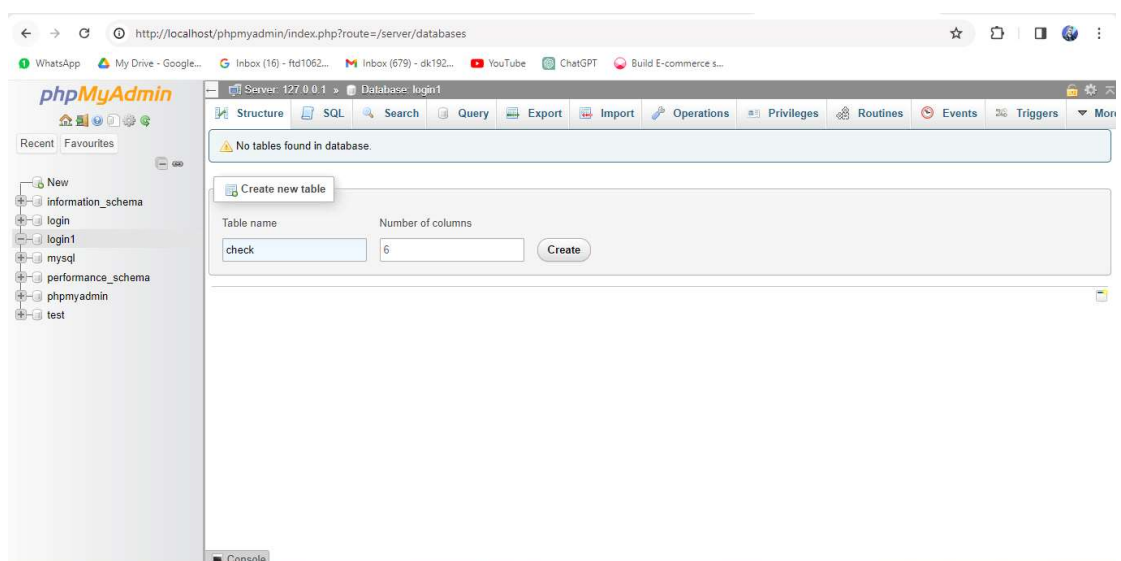 http://localhost/phpmyadmin/index.php?route=/server/databases
WhatsApp My Drive - Google... Inbox (16) - ftd1062... Inbox (679) - dk192... YouTube ChatGPT Build E-commerce s...
phpMyAdmin
Server: 127.0.0.1 » Database: login1
Structure SQL Search Query Export Import Operations Privileges Routines Events Triggers More
Recent Favourites
No tables found in database.
New
information_schema
login
login1
mysql
performance_schema
phpmyadmin
test
Create new table
Table name Number of columns
check 6 Create
Console